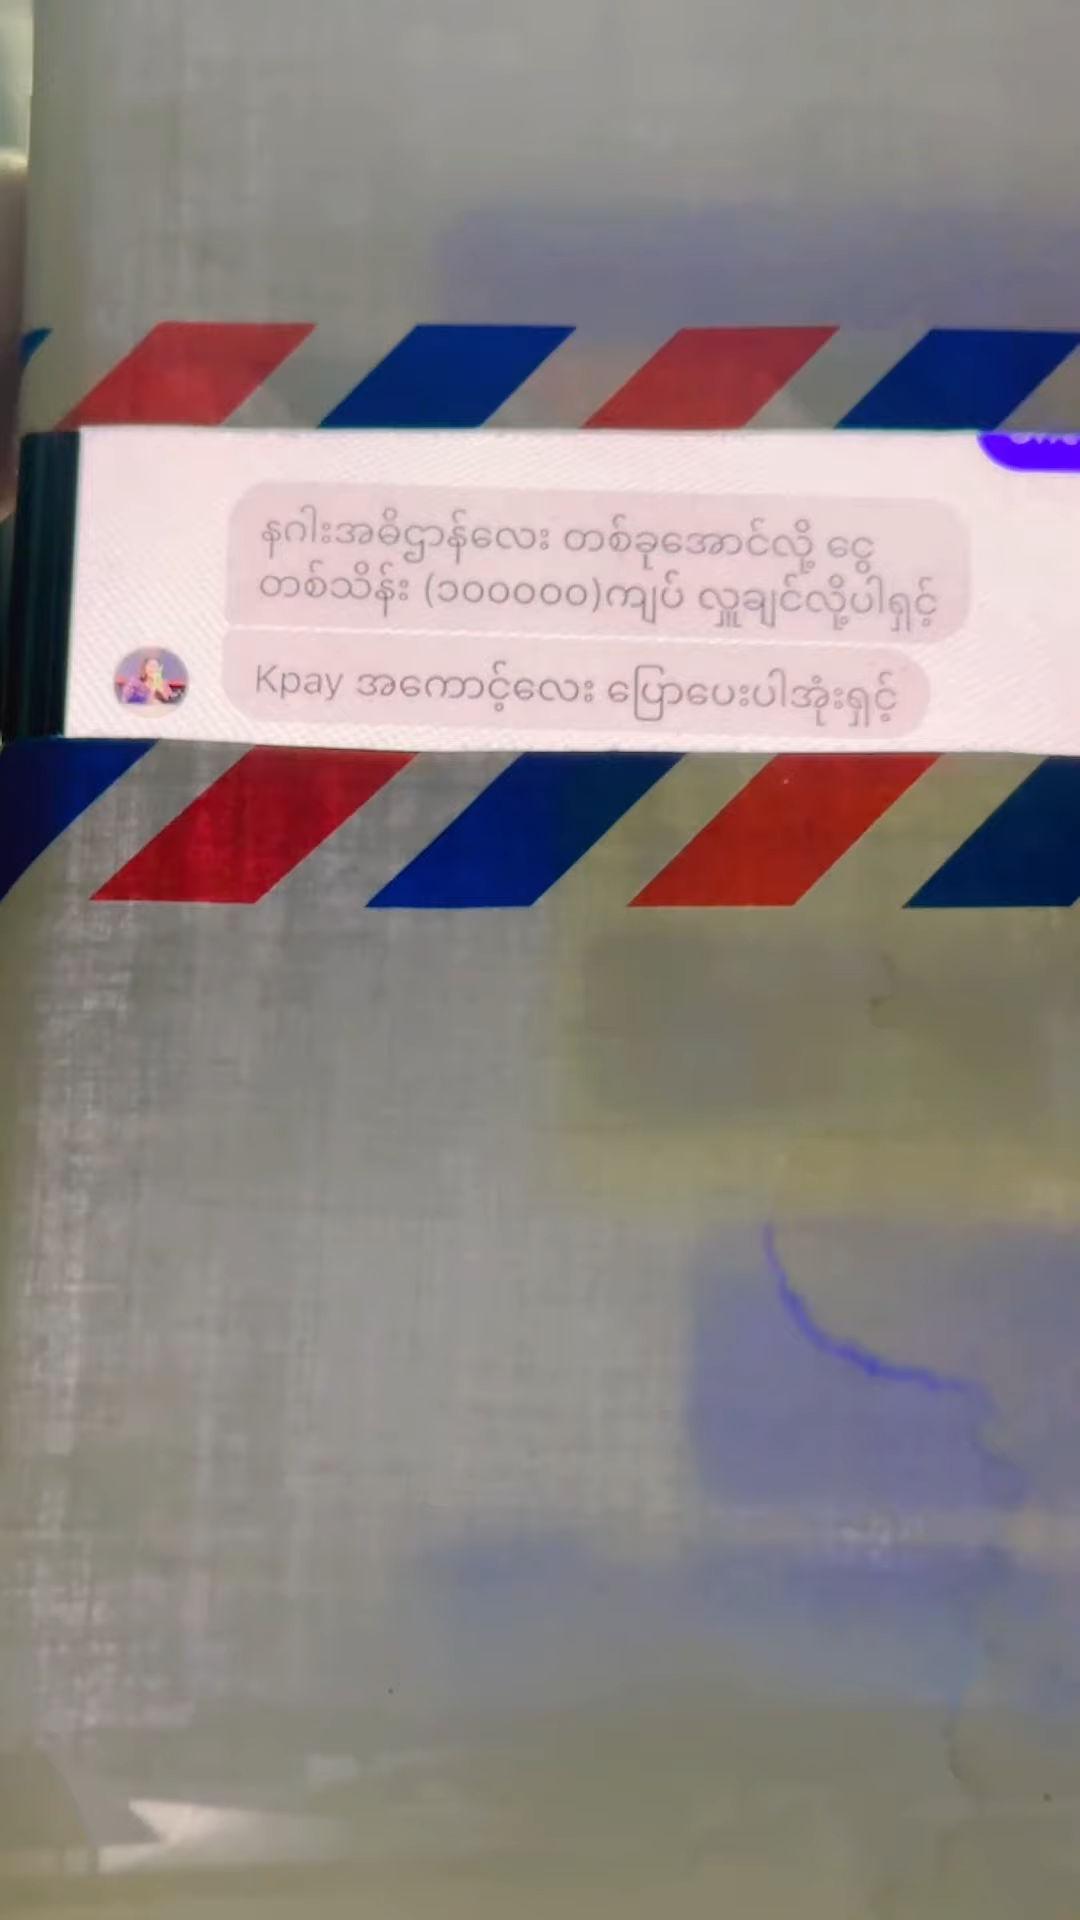 နဂါးအဓိဌာန်လေး တစ်ခုအောင်လို့ ငွေ
တစ်သိန်း (၁၀၀၀၀၀)ကျပ် လှူချင်လို့ပါရှင့်
Kpay အကောင့်လေး ပြောပေးပါအုံးရှင့်